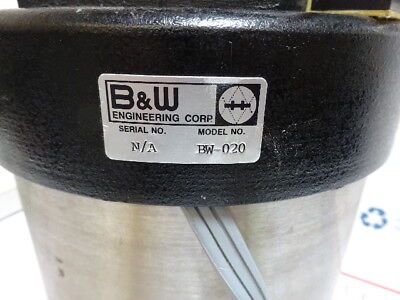 B&W
ENGINEERING CORP
SERIAL NO. MODEL NO.
N/A BW-020